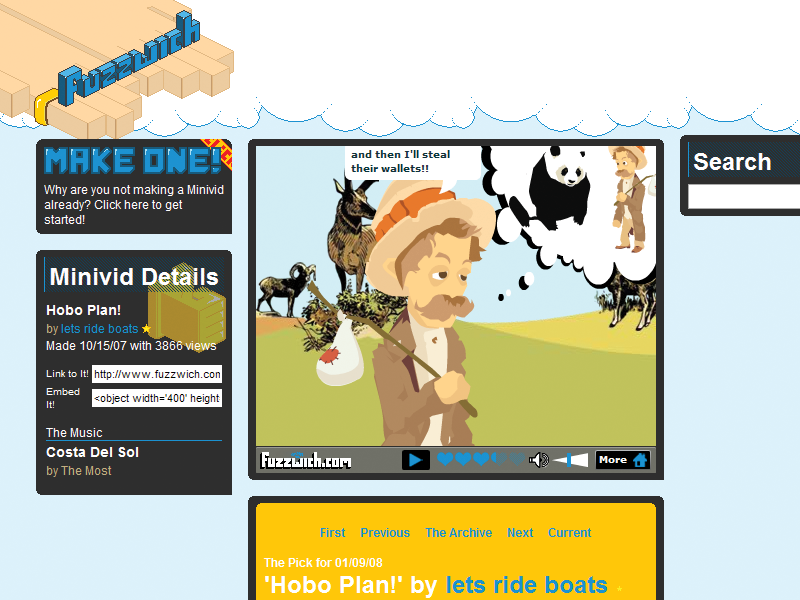 fuzzwich
MAKE ONE!
Why are you not making a Minivid
already? Click here to get
started!
Minivid Details
Hobo Plan!
by lets ride boats
Made 10/15/07 with 3866 views
Link to It! http://www.fuzzwich.con
Embed
It! <object width='400' height
The Music
Costa Del Sol
by The Most
and then I'll steal
their wallets!!
fuzzwich.com
More
First Previous The Archive Next Current
The Pick for 01/09/08
'Hobo Plan!' by lets ride boats
Search